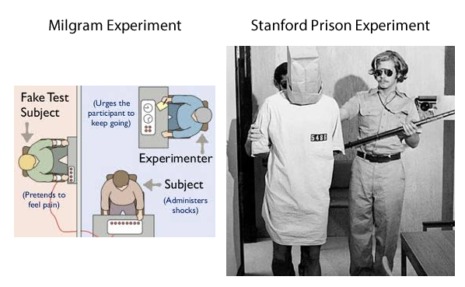 Milgram Experiment
Stanford Prison Experiment
Fake Test
Subject
(Urges the
participant to
keep going)
Experimenter
(Pretends to
feel pain)
Subject
(Administers
shocks)